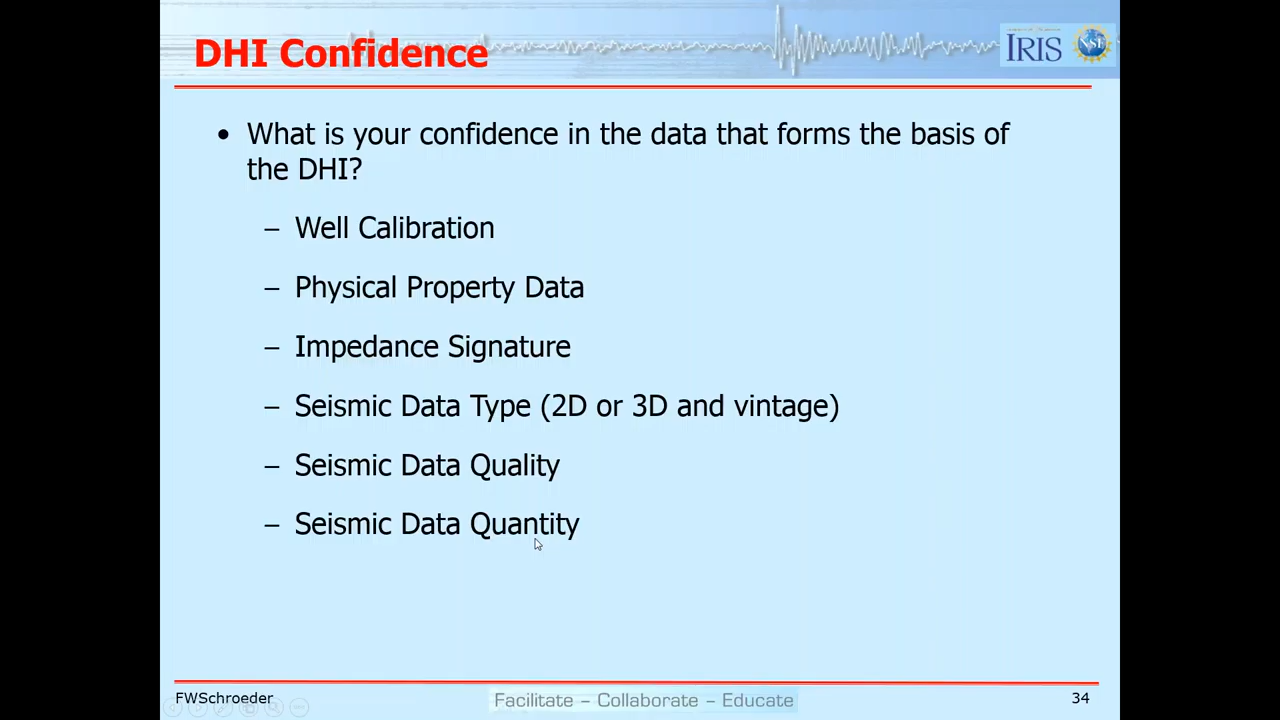 DHI Confidence
IRIS
NSF
• What is your confidence in the data that forms the basis of
the DHI?
– Well Calibration
– Physical Property Data
– Impedance Signature
– Seismic Data Type (2D or 3D and vintage)
– Seismic Data Quality
– Seismic Data Quantity
FWSchroeder
Facilitate – Collaborate – Educate
34